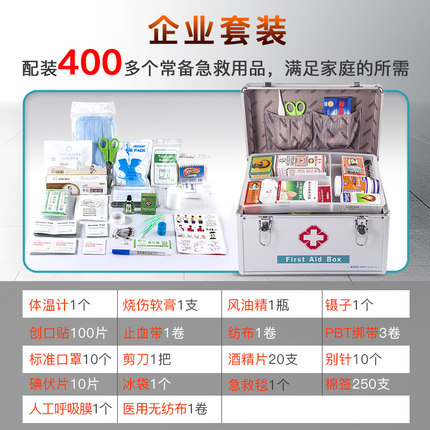 企业套装
配装400多个常备急救用品，满足家庭的所需
First Aid Box
体温计1个 烧伤软膏1支 风油精1瓶 镊子1个
创口贴100片 止血带1卷 纺布1卷 PBT绑带3卷
标准口罩10个 剪刀1把 酒精片20支 别针10个
碘伏片10片 冰袋1个 急救毯1个 棉签250支
人工呼吸膜1个 医用无纺布1卷